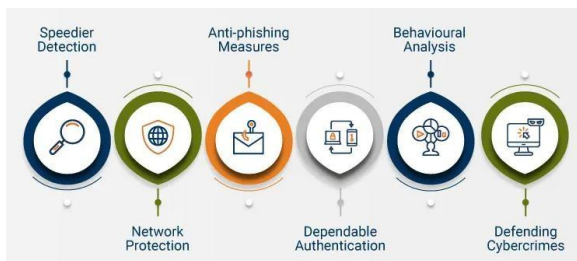 Speedier
Detection
Anti-phishing
Measures
Behavioural
Analysis
Network
Protection
Dependable
Authentication
Defending
Cybercrimes